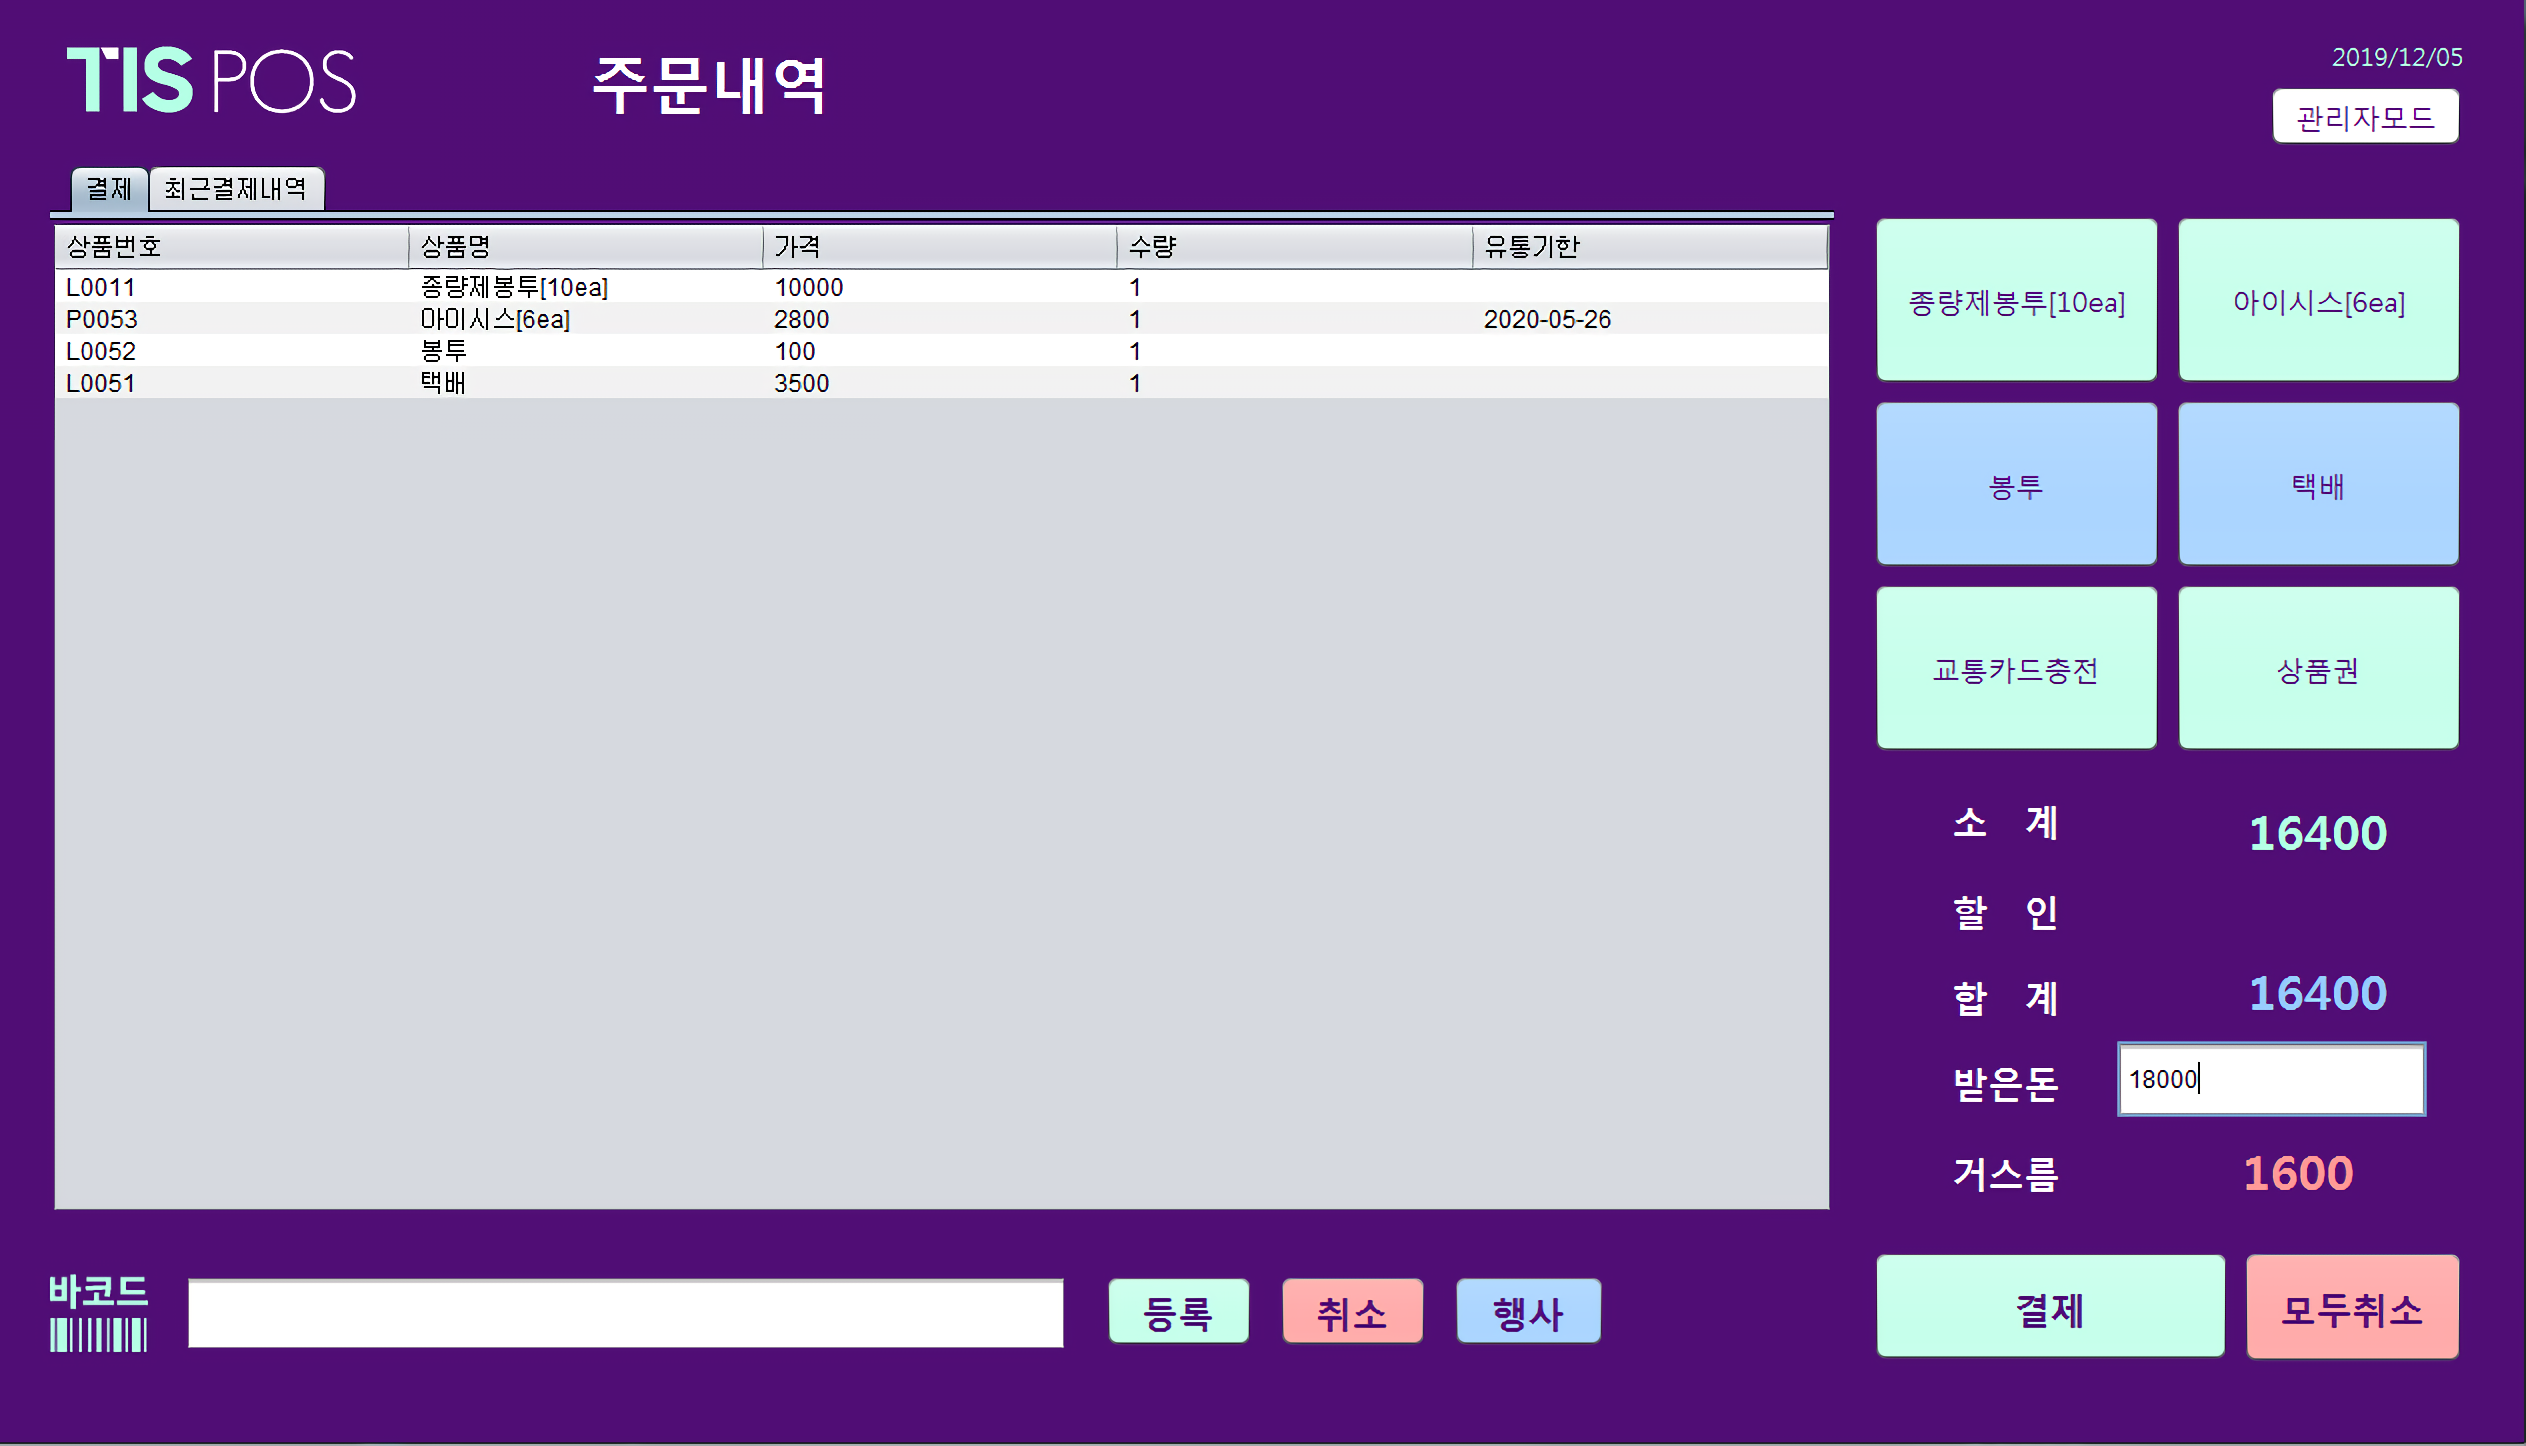 TIS POS
주문내역
2019/12/05
관리자모드
결제 최근결제내역
상품번호 상품명 가격 수량 유통기한
L0011 종량제봉투[10ea] 10000 1
P0053 아이시스[6ea] 2800 1 2020-05-26
L0052 봉투 100 1
L0051 택배 3500 1
종량제봉투[10ea] 아이시스[6ea]
봉투 택배
교통카드충전 상품권
소 계 16400
할 인
합 계 16400
받은돈 18000
거스름 1600
바코드 등록 취소 행사
결제 모두취소